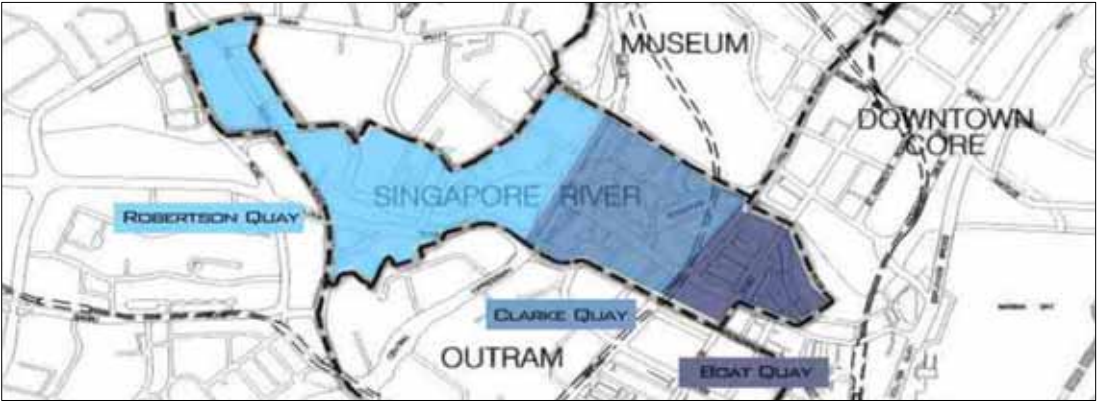 MUSEUM
DOWNTOWN
CORE
SINGAPORE RIVER
ROBERTSON QUAY
CLARKE QUAY
OUTRAM
BOAT QUAY